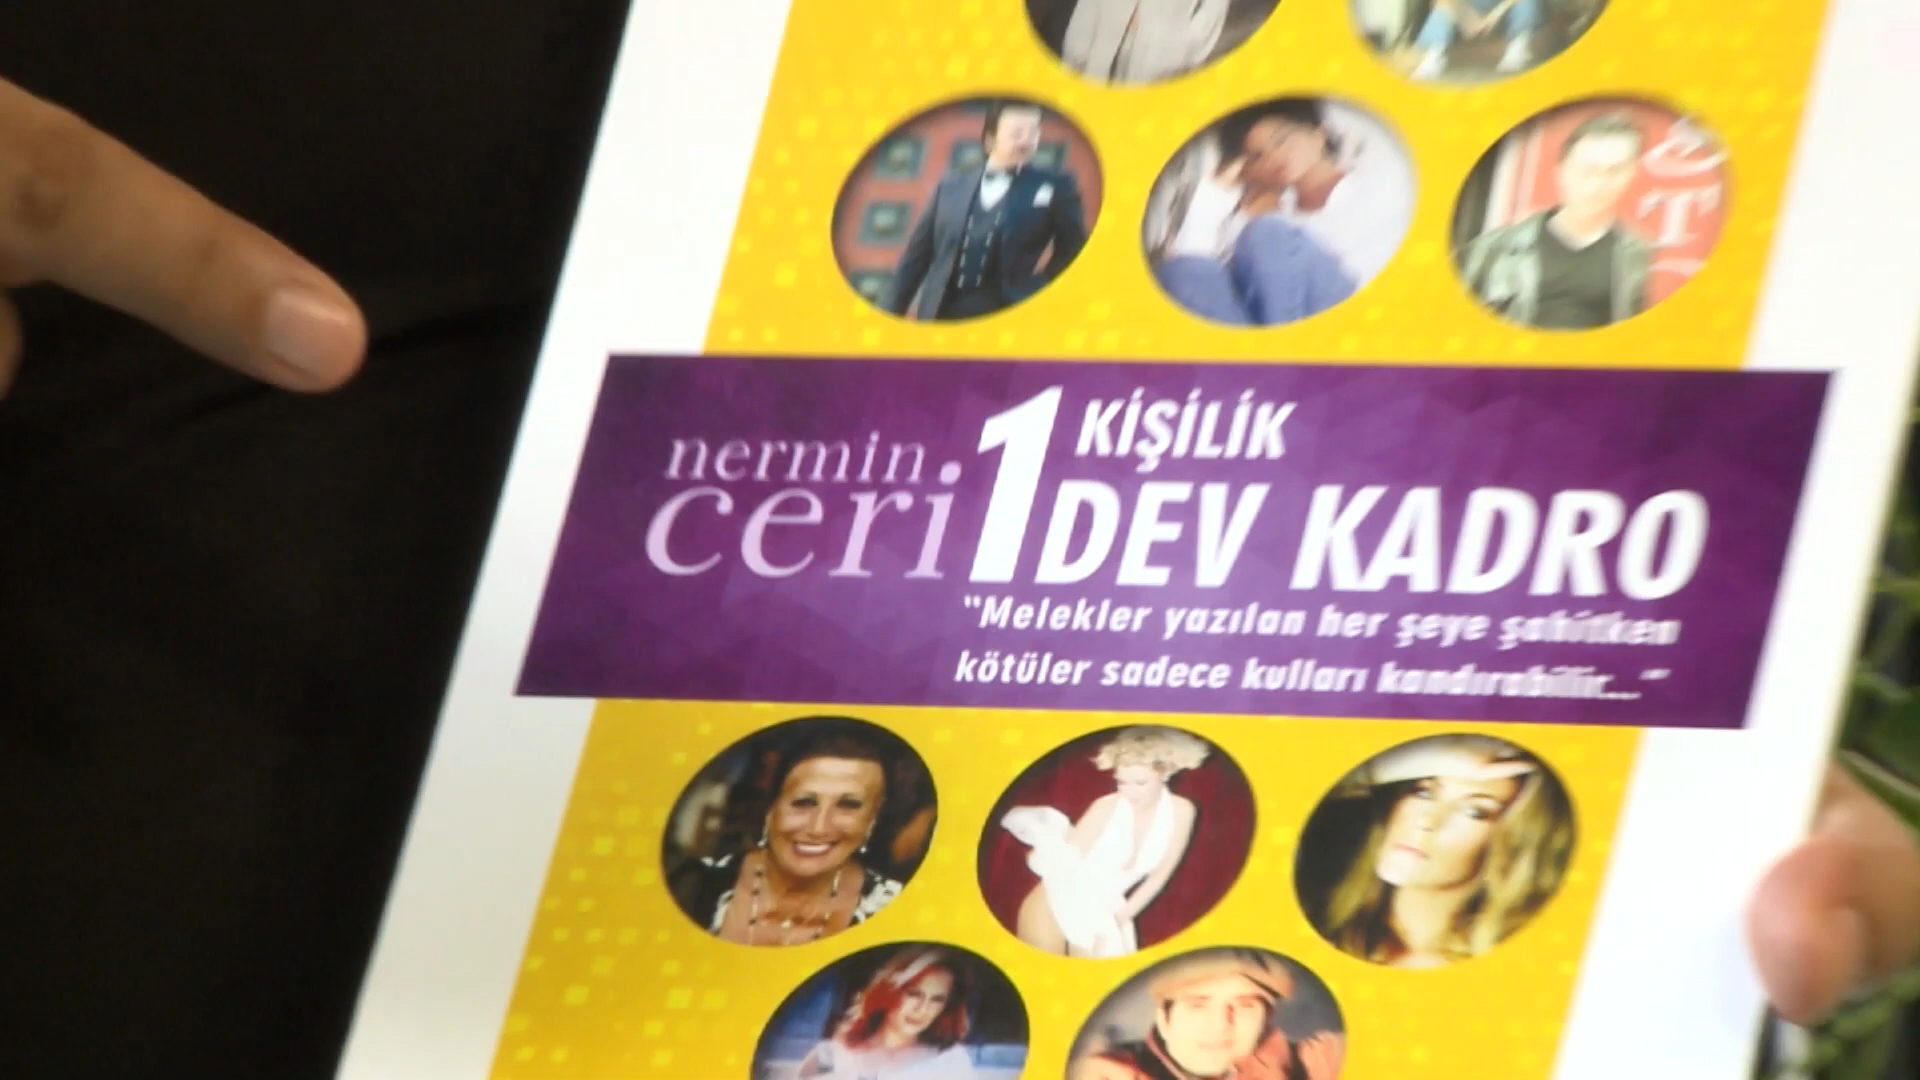 nermin
ceri
1 KİŞİLİK
DEV KADRO
"Melekler yazılan her şeye şahitken
kötüler sadece kulları kandırabilir..."